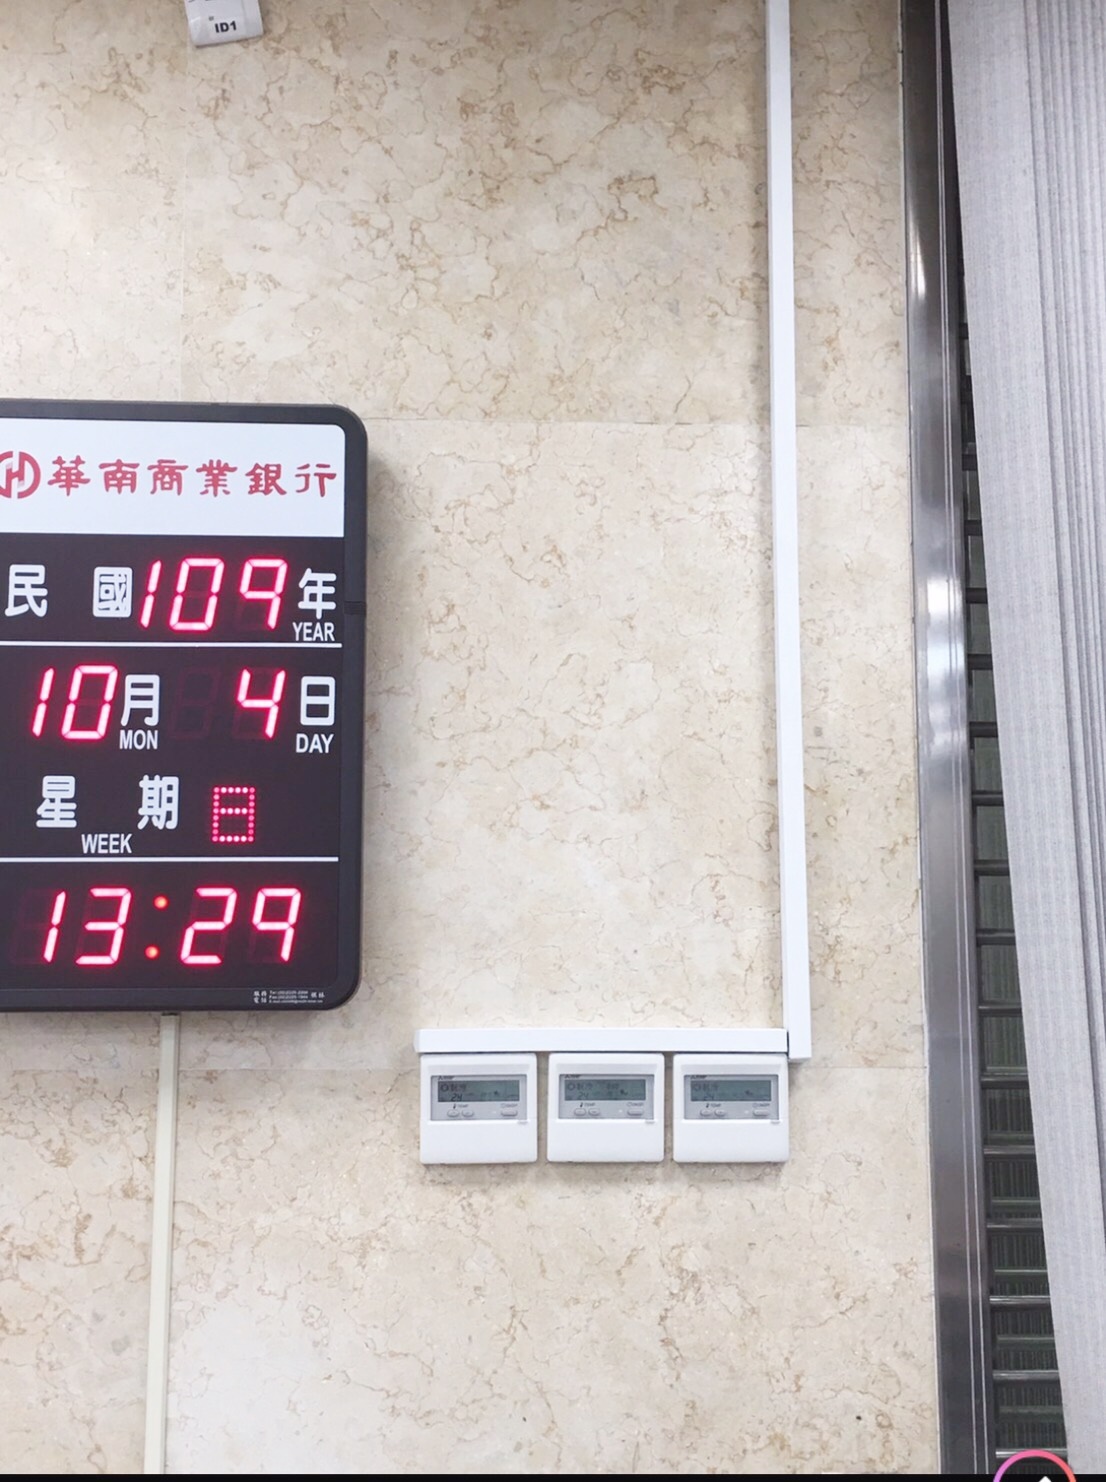 ID1
華南商業銀行
民國109年
YEAR
10月 4日
MON DAY
星期日
WEEK
13:29